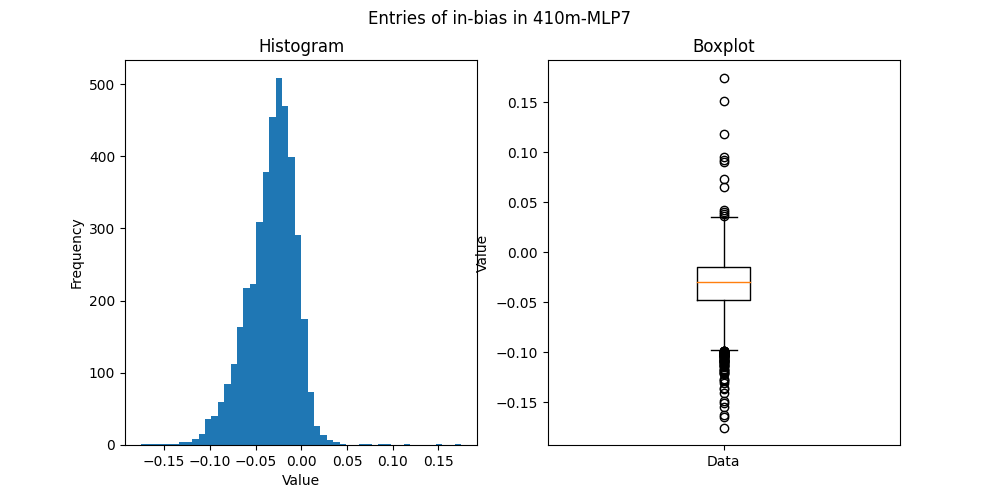 Entries of in-bias in 410m-MLP7
Histogram
Frequency
500
400
300
200
100
0
−0.15 −0.10 −0.05 0.00 0.05 0.10 0.15
Value
Boxplot
Value
0.15
0.10
0.05
0.00
−0.05
−0.10
−0.15
Data